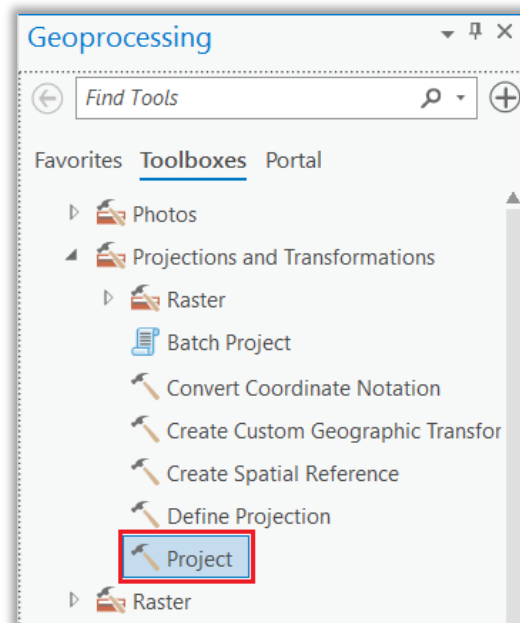 Geoprocessing
Find Tools
Favorites Toolboxes Portal
Photos
Projections and Transformations
Raster
Batch Project
Convert Coordinate Notation
Create Custom Geographic Transfor
Create Spatial Reference
Define Projection
Project
Raster